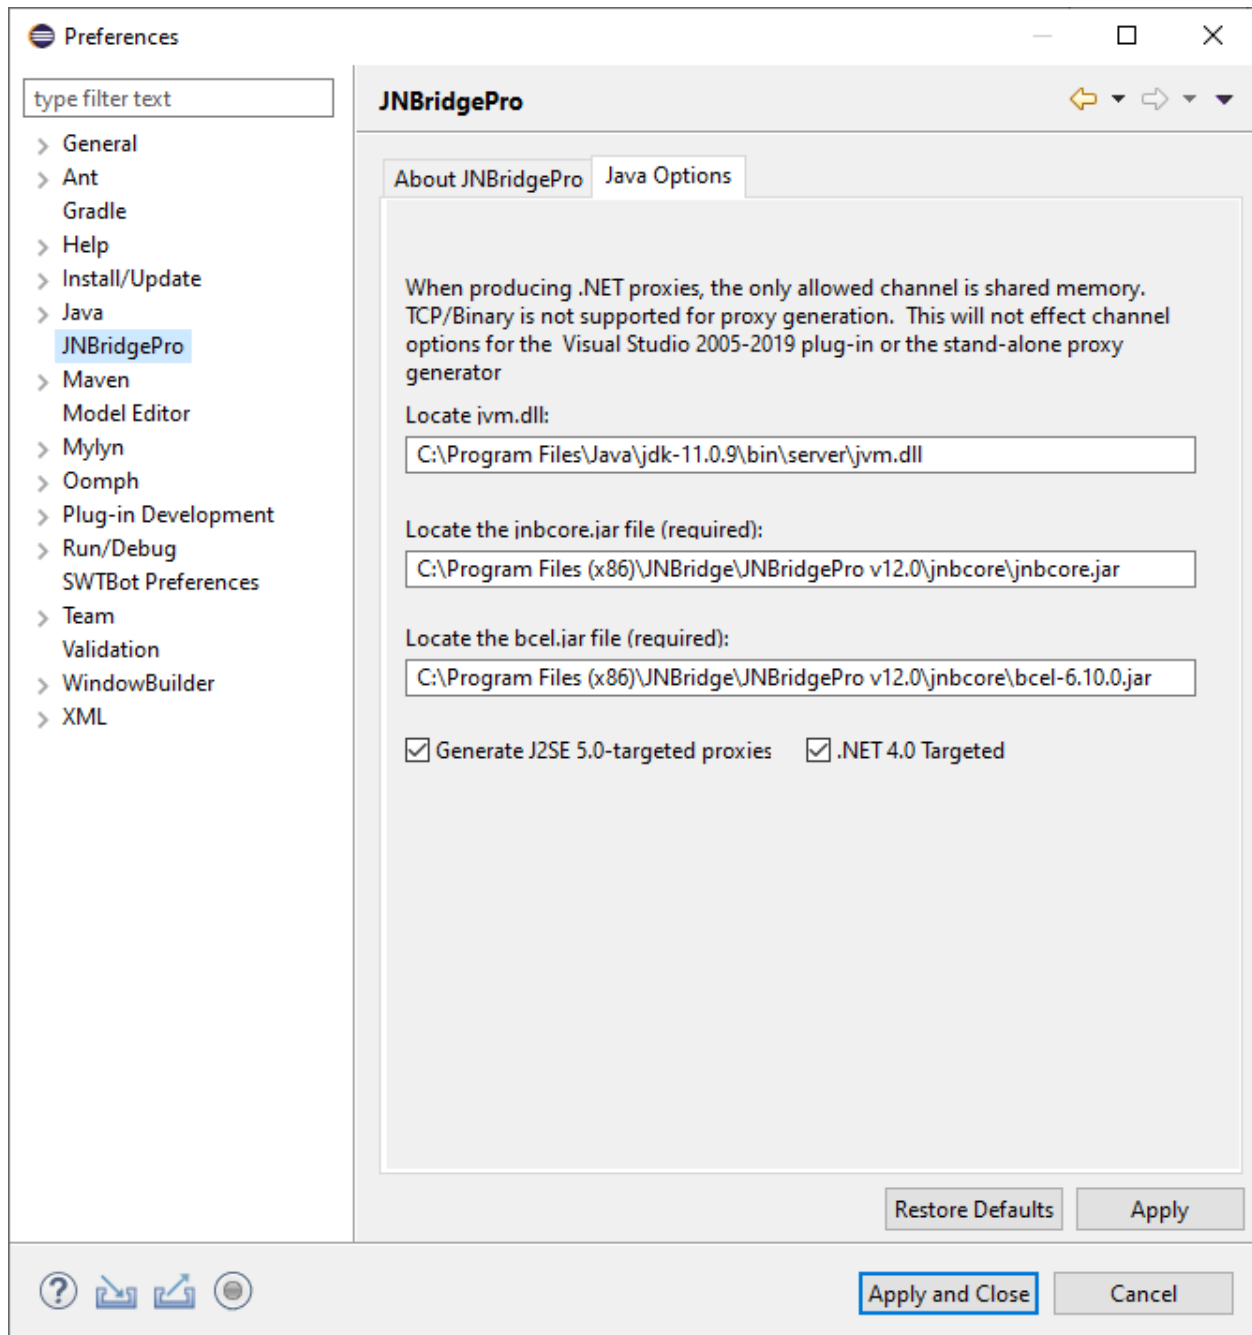 Preferences
type filter text
General
Ant
Gradle
Help
Install/Update
Java
JNBridgePro
Maven
Model Editor
Mylyn
Oomph
Plug-in Development
Run/Debug
SWTBot Preferences
Team
Validation
WindowBuilder
XML
JNBridgePro
About JNBridgePro
Java Options
When producing .NET proxies, the only allowed channel is shared memory.
TCP/Binary is not supported for proxy generation.  This will not effect channel
options for the  Visual Studio 2005-2019 plug-in or the stand-alone proxy
generator
Locate jvm.dll:
C:\Program Files\Java\jdk-11.0.9\bin\server\jvm.dll
Locate the jnbcore.jar file (required):
C:\Program Files (x86)\JNBridge\JNBridgePro v12.0\jnbcore\jnbcore.jar
Locate the bcel.jar file (required):
C:\Program Files (x86)\JNBridge\JNBridgePro v12.0\jnbcore\bcel-6.10.0.jar
Generate J2SE 5.0-targeted proxies
.NET 4.0 Targeted
Restore Defaults
Apply
Apply and Close
Cancel